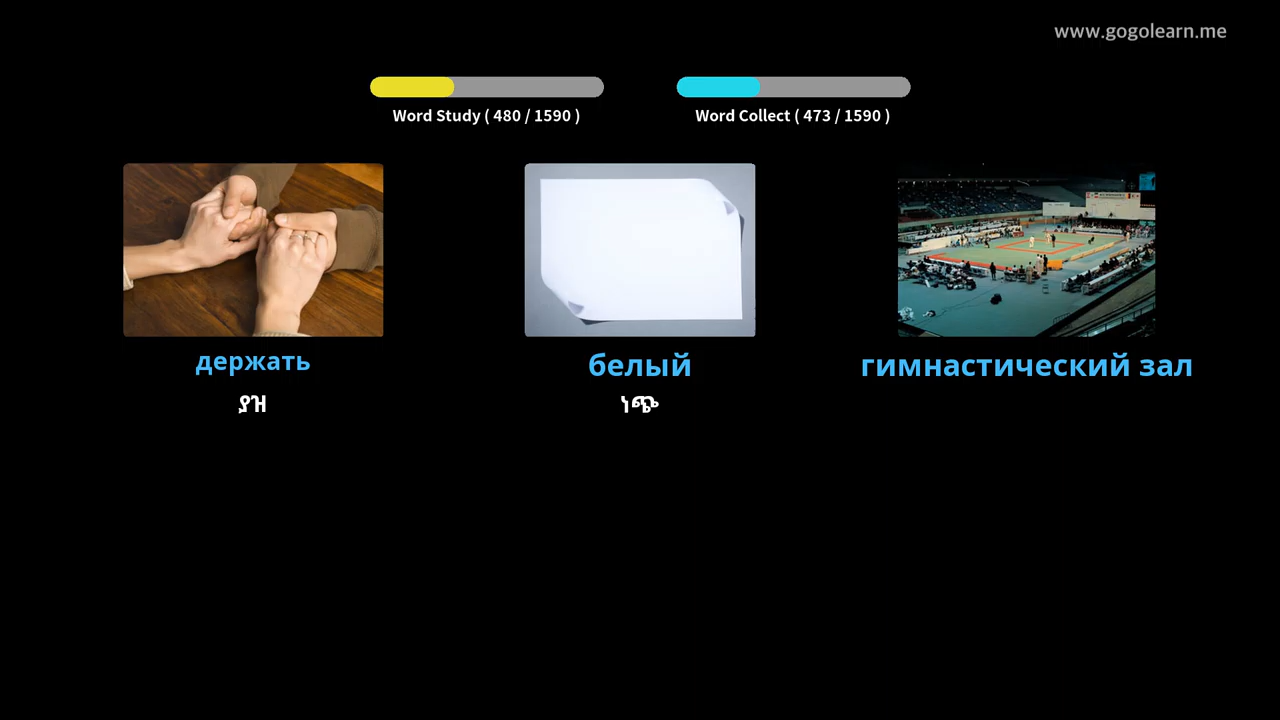 www.gogolearn.me
Word Study ( 480 / 1590 )
Word Collect ( 473 / 1590 )
держать
ያዝ
белый
ነጭ
гимнастический зал